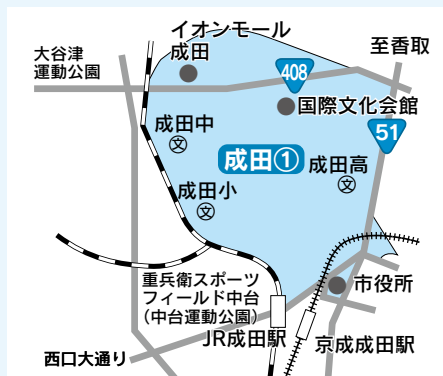 イオンモール
成田
大谷津
運動公園
至香取
408
国際文化会館
51
成田中
文
成田①
成田高
文
成田小
文
重兵衛スポーツ
フィールド中台
（中台運動公園）
市役所
JR成田駅
京成成田駅
西口大通り